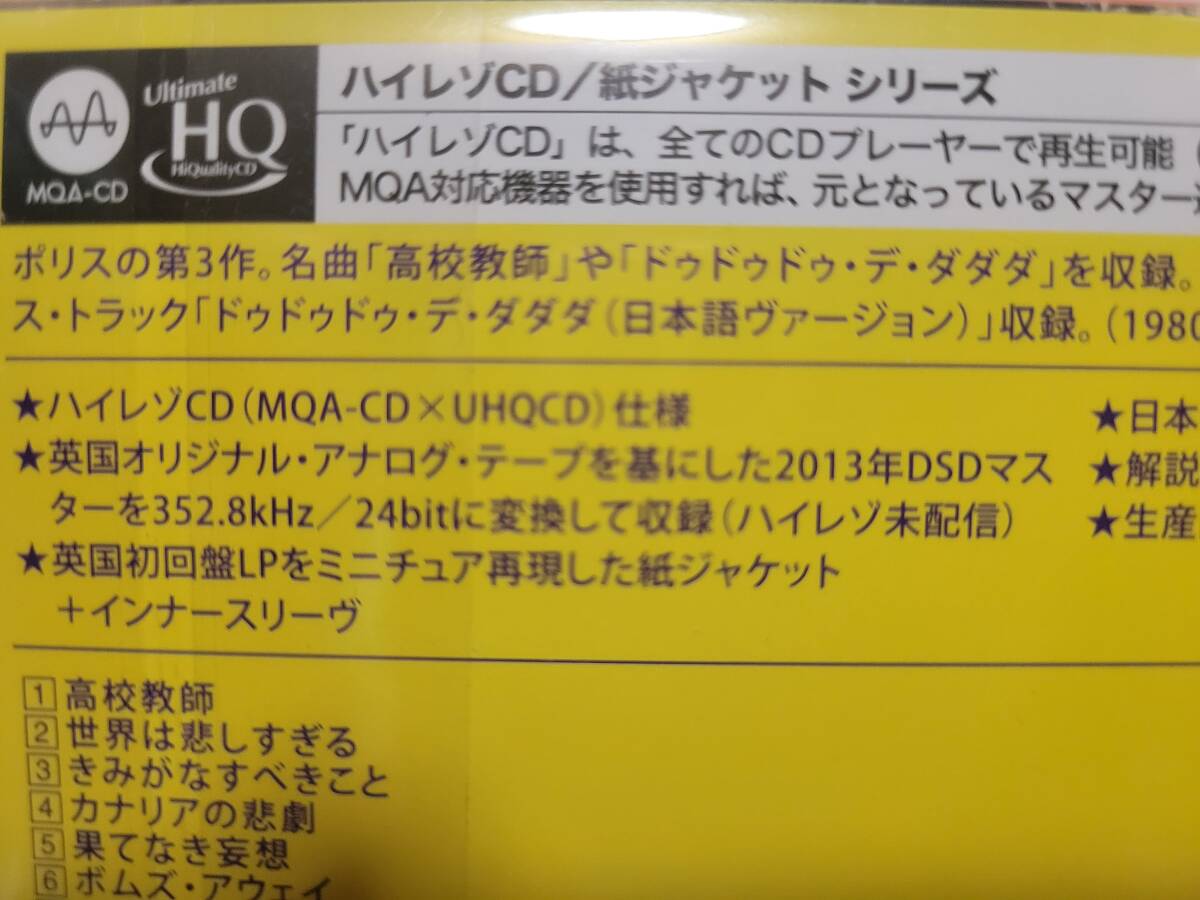 MQA-CD
Ultimate
HQ
HiQualityCD
ハイレゾCD/紙ジャケット シリーズ
「ハイレゾCD」は、全てのCDプレーヤーで再生可能(
MQA対応機器を使用すれば、元となっているマスター
ポリスの第3作。名曲「高校教師」や「ドゥドゥドゥ・デ・ダダダ」を収録。
ス・トラック「ドゥドゥドゥ・デ・ダダダ(日本語ヴァージョン)」収録。(1980
★ハイレゾCD(MQA-CD×UHQCD)仕様
★英国オリジナル・アナログ・テープを基にした2013年DSDマス
ターを352.8kHz/24bitに変換して収録(ハイレゾ未配信)
★英国初回盤LPをミニチュア再現した紙ジャケット
+インナースリーヴ
★日本
★解説
★生産
1 高校教師
2 世界は悲しすぎる
3 きみがなすべきこと
4 カナリアの悲劇
5 果てなき妄想
6 ボムズ・アウェイ